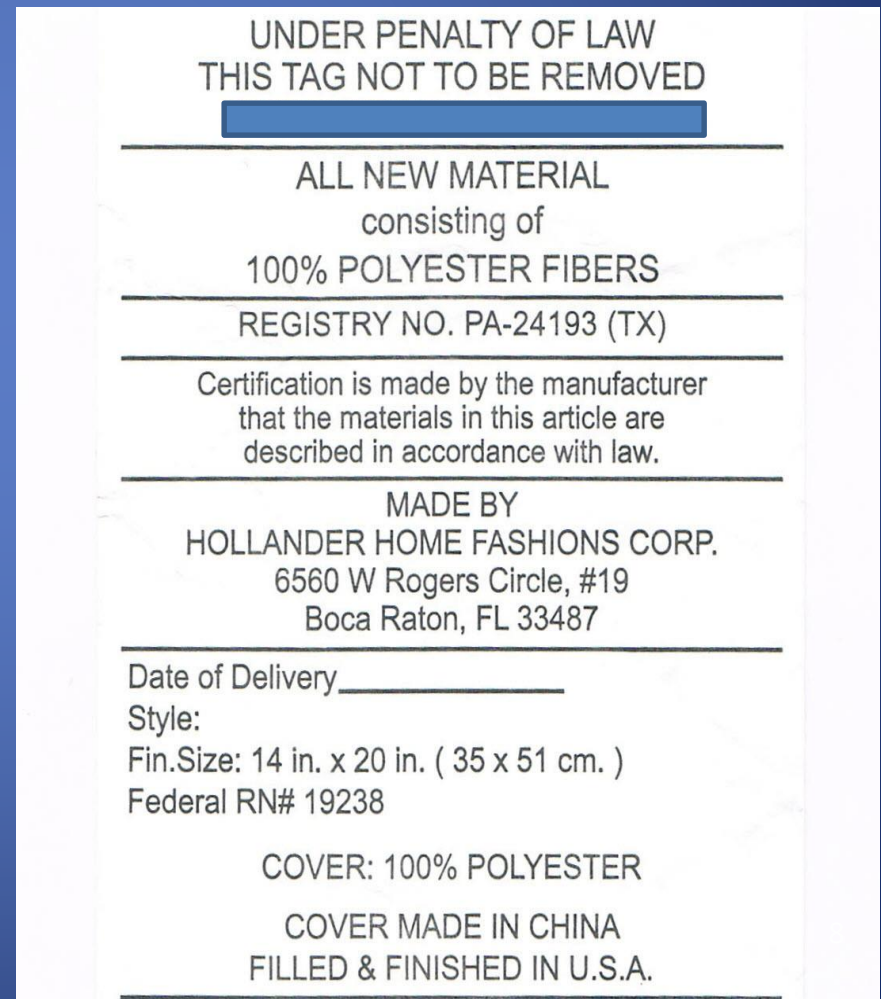 UNDER PENALTY OF LAW
THIS TAG NOT TO BE REMOVED
ALL NEW MATERIAL
consisting of
100% POLYESTER FIBERS
REGISTRY NO. PA-24193 (TX)
Certification is made by the manufacturer
that the materials in this article are
described in accordance with law.
MADE BY
HOLLANDER HOME FASHIONS CORP.
6560 W Rogers Circle, #19
Boca Raton, FL 33487
Date of Delivery
Style:
Fin.Size: 14 in. x 20 in. ( 35 x 51 cm. )
Federal RN# 19238
COVER: 100% POLYESTER
COVER MADE IN CHINA
FILLED & FINISHED IN U.S.A.